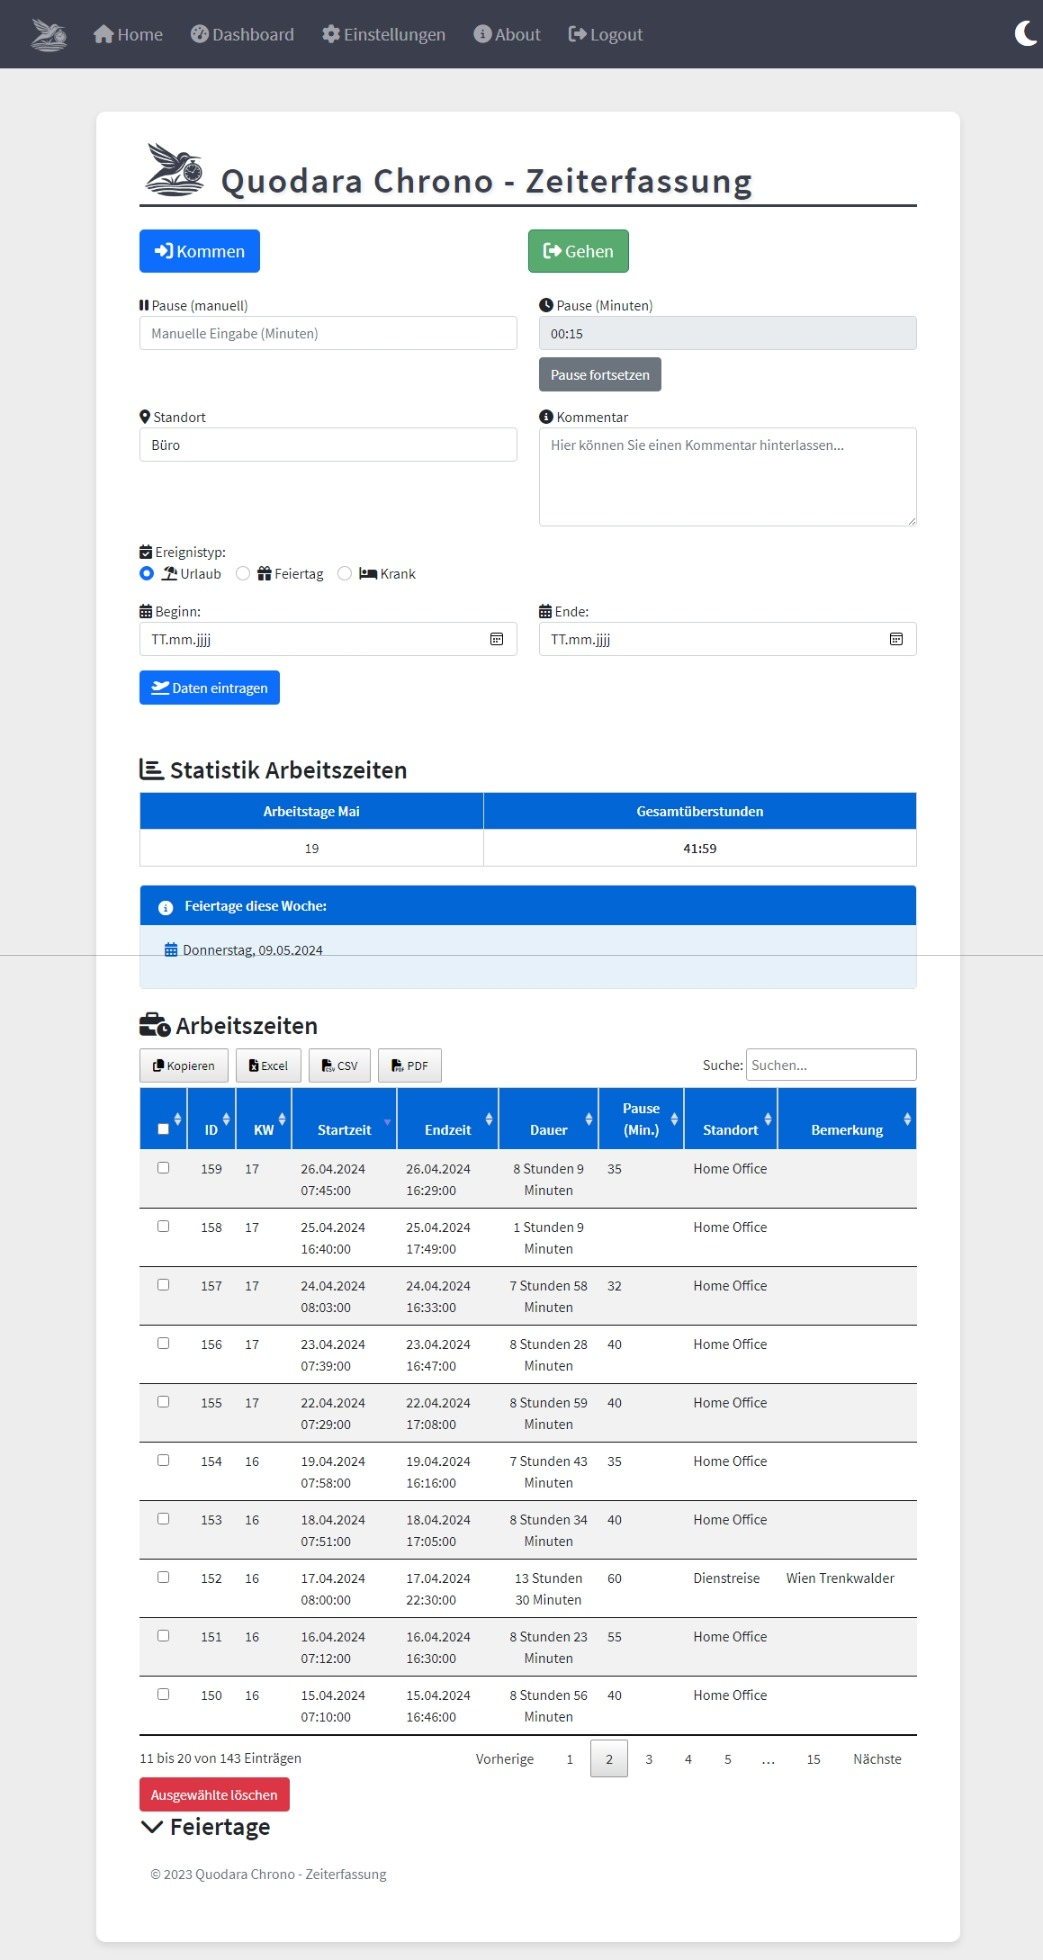 Home Dashboard Einstellungen About Logout
Quodara Chrono - Zeiterfassung
Kommen Gehen
Pause (manuell) Pause (Minuten)
Manuelle Eingabe (Minuten) 00:15
Pause fortsetzen
Standort Kommentar
Büro Hier können Sie einen Kommentar hinterlassen...
Ereignistyp:
Urlaub Feiertag Krank
Beginn: Ende:
TT.mm.jjjj TT.mm.jjjj
Daten eintragen
Statistik Arbeitszeiten
Arbeitstage Mai Gesamtüberstunden
19 41:59
Feiertage diese Woche:
Donnerstag, 09.05.2024
Arbeitszeiten
Kopieren Excel CSV PDF Suche: Suchen...
ID KW Startzeit Endzeit Dauer Pause (Min.) Standort Bemerkung
159 17 26.04.2024 26.04.2024 8 Stunden 9 35 Home Office
07:45:00 16:29:00 Minuten
158 17 25.04.2024 25.04.2024 1 Stunden 9 Home Office
16:40:00 17:49:00 Minuten
157 17 24.04.2024 24.04.2024 7 Stunden 58 32 Home Office
08:03:00 16:33:00 Minuten
156 17 23.04.2024 23.04.2024 8 Stunden 28 40 Home Office
07:39:00 16:47:00 Minuten
155 17 22.04.2024 22.04.2024 8 Stunden 59 40 Home Office
07:29:00 17:08:00 Minuten
154 16 19.04.2024 19.04.2024 7 Stunden 43 35 Home Office
07:58:00 16:16:00 Minuten
153 16 18.04.2024 18.04.2024 8 Stunden 34 40 Home Office
07:51:00 17:05:00 Minuten
152 16 17.04.2024 17.04.2024 13 Stunden 60 Dienstreise Wien Trenkwalder
08:00:00 22:30:00 30 Minuten
151 16 16.04.2024 16.04.2024 8 Stunden 23 55 Home Office
07:12:00 16:30:00 Minuten
150 16 15.04.2024 15.04.2024 8 Stunden 56 40 Home Office
07:10:00 16:46:00 Minuten
11 bis 20 von 143 Einträgen Vorherige 1 2 3 4 5 ... 15 Nächste
Ausgewählte löschen
Feiertage
© 2023 Quodara Chrono - Zeiterfassung